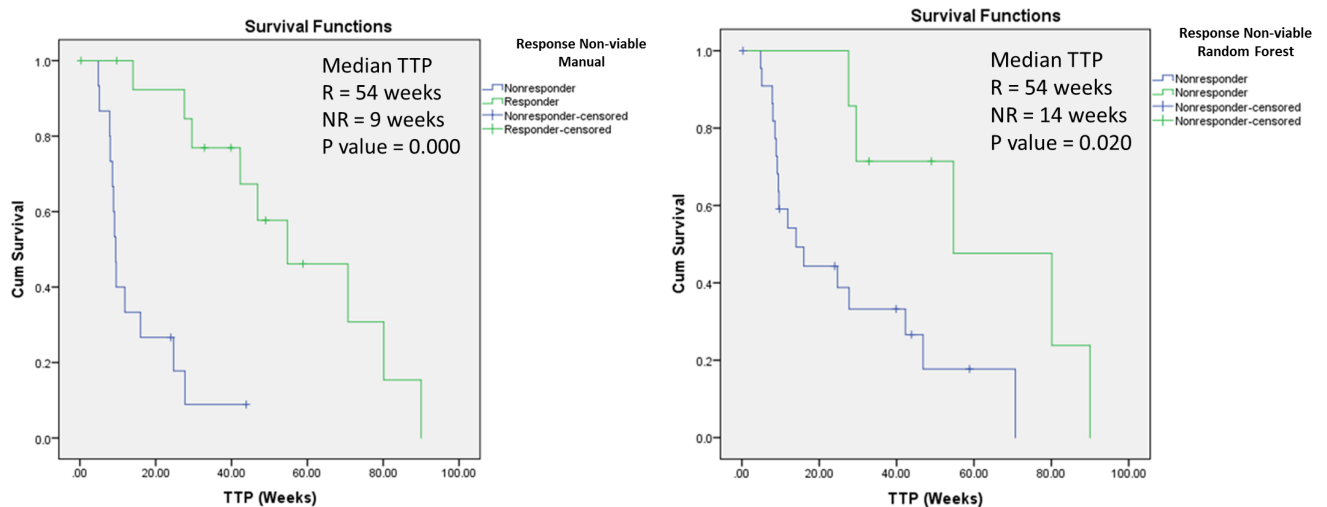 Survival Functions
Response Non-viable
Manual
Nonresponder
Responder
Nonresponder-censored
Responder-censored
Median TTP
R = 54 weeks
NR = 9 weeks
P value = 0.000
Cum Survival
1.0
0.8
0.6
0.4
0.2
0.0
.00 20.00 40.00 60.00 80.00 100.00
TTP (Weeks)
Survival Functions
Response Non-viable
Random Forest
Nonresponder
Nonresponder
Nonresponder-censored
Nonresponder-censored
Median TTP
R = 54 weeks
NR = 14 weeks
P value = 0.020
Cum Survival
1.0
0.8
0.6
0.4
0.2
0.0
.00 20.00 40.00 60.00 80.00 100.00
TTP (Weeks)